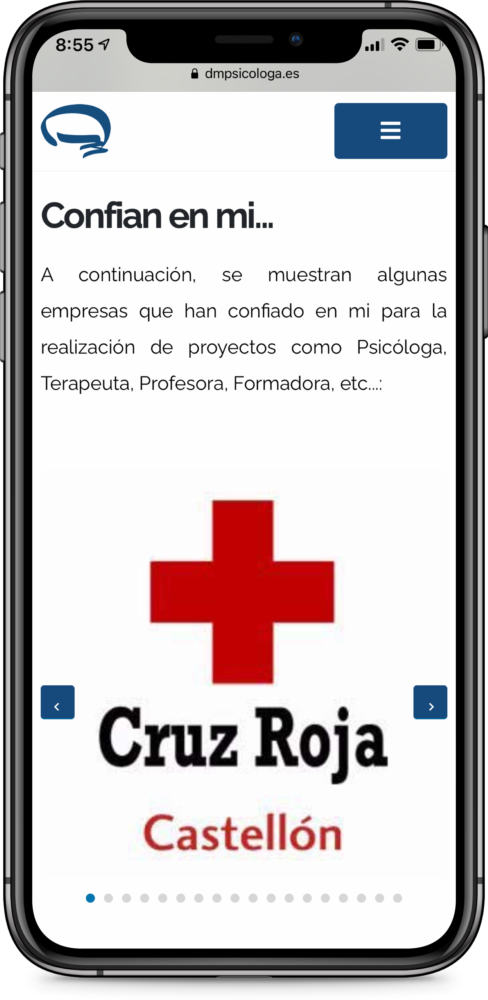 8:55
dmpsicologa.es
Confian en mi...
A continuación, se muestran algunas
empresas que han confiado en mi para la
realización de proyectos como Psicóloga,
Terapeuta, Profesora, Formadora, etc...:
Cruz Roja
Castellón